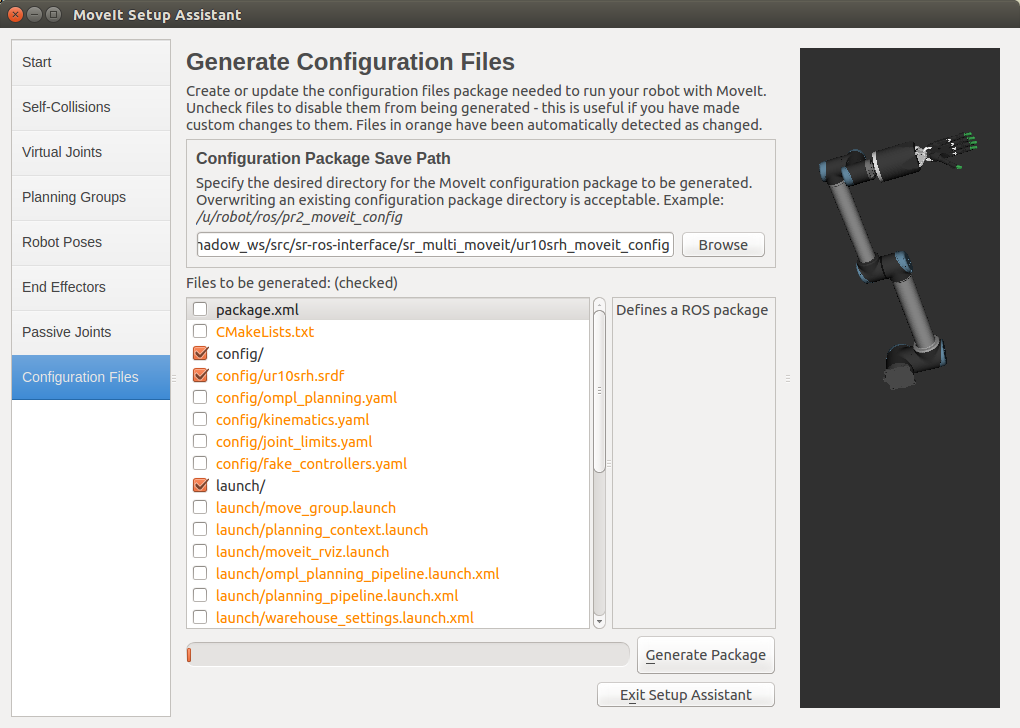 MoveIt Setup Assistant
Start
Self-Collisions
Virtual Joints
Planning Groups
Robot Poses
End Effectors
Passive Joints
Configuration Files
Generate Configuration Files
Create or update the configuration files package needed to run your robot with MoveIt.
Uncheck files to disable them from being generated - this is useful if you have made
custom changes to them. Files in orange have been automatically detected as changed.
Configuration Package Save Path
Specify the desired directory for the MoveIt configuration package to be generated.
Overwriting an existing configuration package directory is acceptable. Example:
/u/robot/ros/pr2_moveit_config
hadow_ws/src/sr-ros-interface/sr_multi_moveit/ur10srh_moveit_config
Browse
Files to be generated: (checked)
package.xml
CMakeLists.txt
config/
config/ur10srh.srdf
config/ompl_planning.yaml
config/kinematics.yaml
config/joint_limits.yaml
config/fake_controllers.yaml
launch/
launch/move_group.launch
launch/planning_context.launch
launch/moveit_rviz.launch
launch/ompl_planning_pipeline.launch.xml
launch/planning_pipeline.launch.xml
launch/warehouse_settings.launch.xml
Defines a ROS package
Generate Package
Exit Setup Assistant